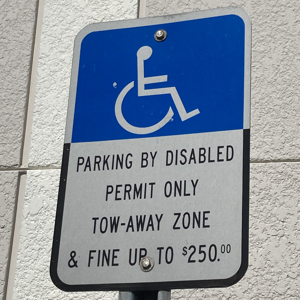 PARKING BY DISABLED
PERMIT ONLY
TOW-AWAY ZONE
& FINE UP TO $250.00